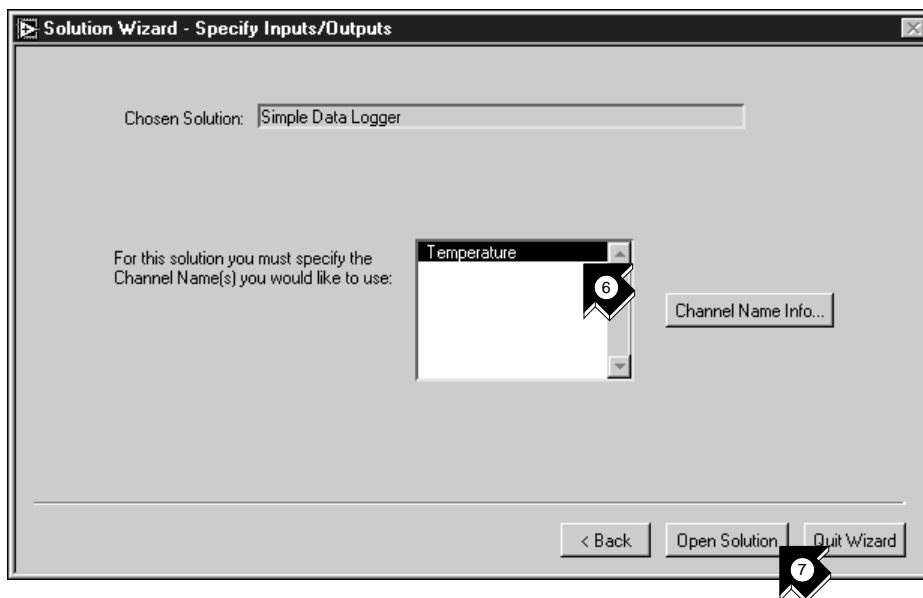 Solution Wizard - Specify Inputs/Outputs
Chosen Solution: Simple Data Logger
For this solution you must specify the
Channel Name(s) you would like to use:
Temperature
6
Channel Name Info...
< Back
Open Solution
Quit Wizard
7